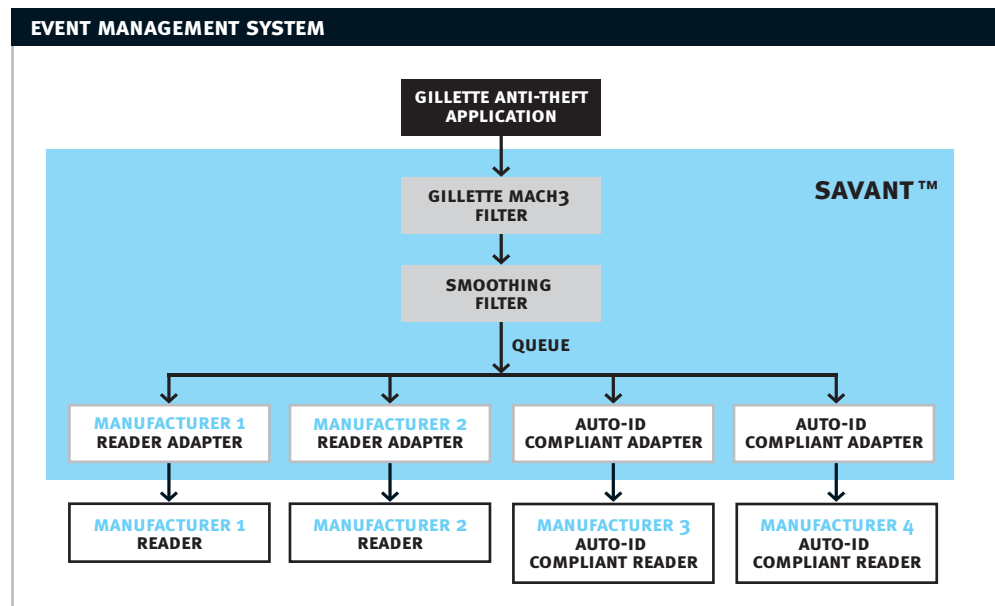 EVENT MANAGEMENT SYSTEM
GILLETTE ANTI-THEFT
APPLICATION
SAVANT™
GILLETTE MACH3
FILTER
SMOOTHING
FILTER
QUEUE
MANUFACTURER 1
READER ADAPTER
MANUFACTURER 2
READER ADAPTER
AUTO-ID
COMPLIANT ADAPTER
AUTO-ID
COMPLIANT ADAPTER
MANUFACTURER 1
READER
MANUFACTURER 2
READER
MANUFACTURER 3
AUTO-ID
COMPLIANT READER
MANUFACTURER 4
AUTO-ID
COMPLIANT READER